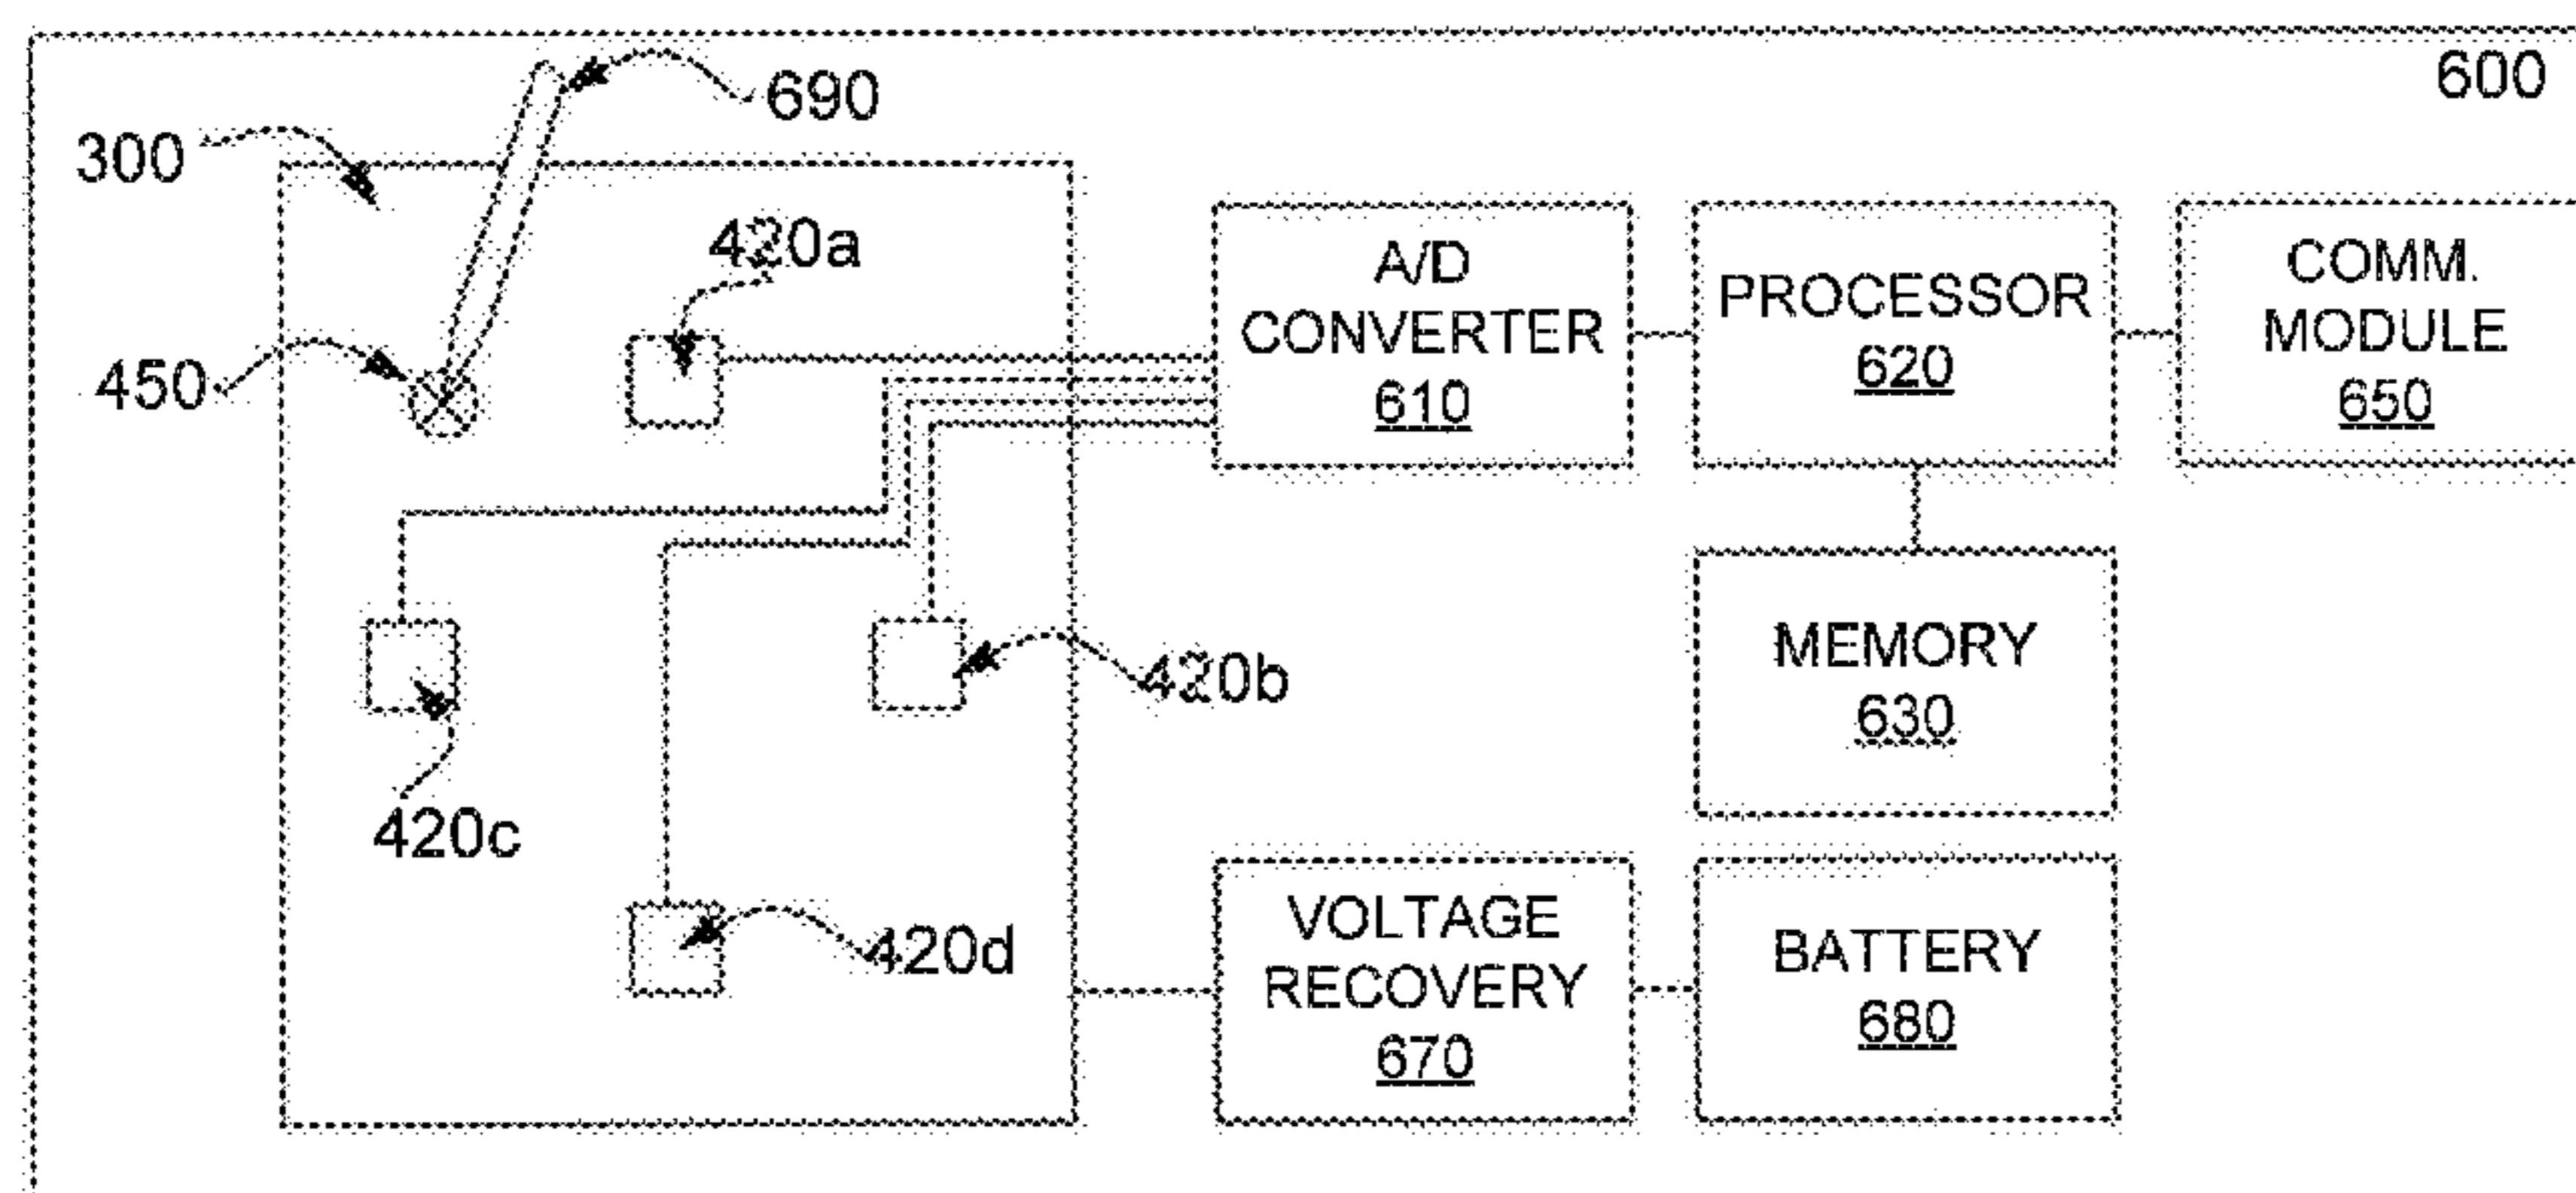 600
690
300
420a
450
A/D
CONVERTER
610
PROCESSOR
620
COMM.
MODULE
650
420b
420c
MEMORY
630
420d
VOLTAGE
RECOVERY
670
BATTERY
680